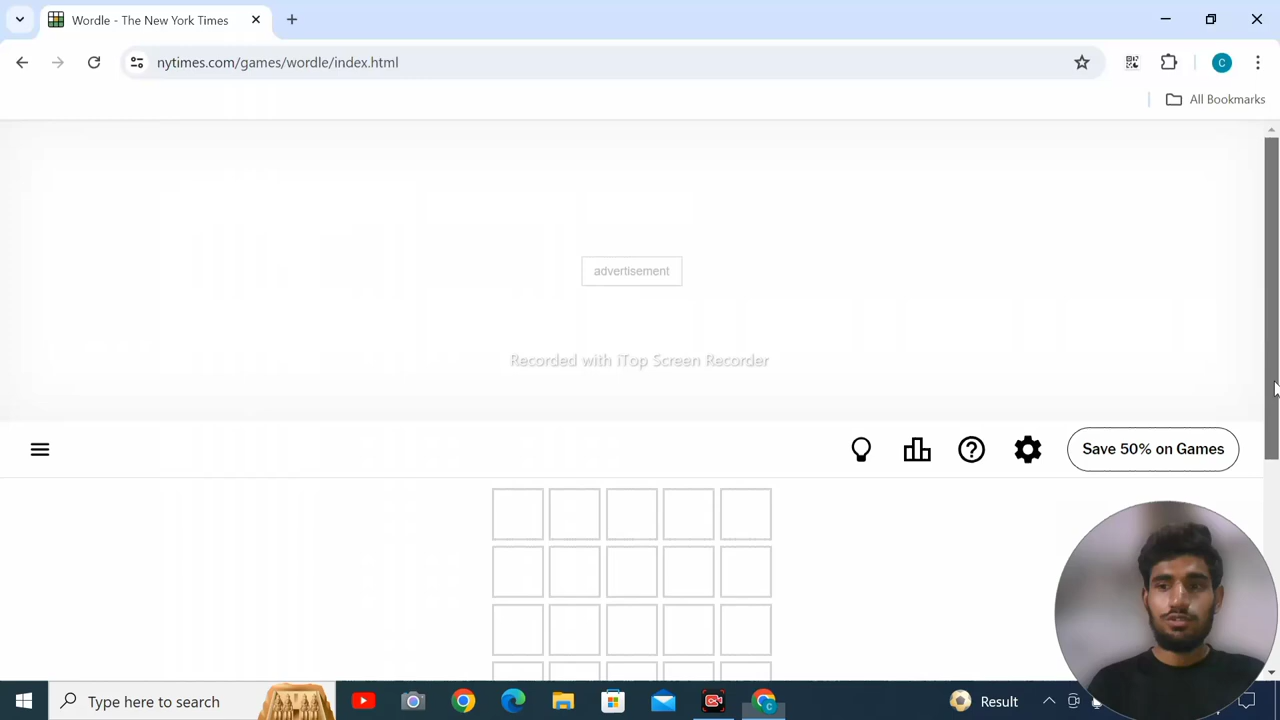 Wordle - The New York Times
nytimes.com/games/wordle/index.html
C
All Bookmarks
advertisement
Recorded with iTop Screen Recorder
Save 50% on Games
Type here to search
C
Result